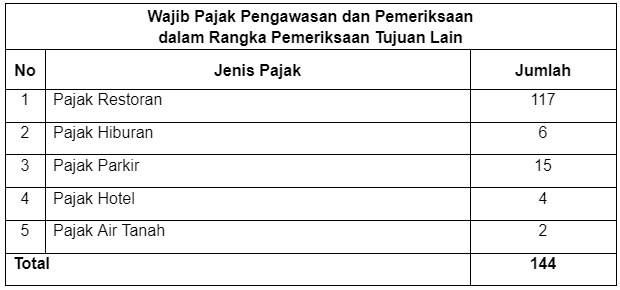 Wajib Pajak Pengawasan dan Pemeriksaan
dalam Rangka Pemeriksaan Tujuan Lain
No Jenis Pajak Jumlah
1 Pajak Restoran 117
2 Pajak Hiburan 6
3 Pajak Parkir 15
4 Pajak Hotel 4
5 Pajak Air Tanah 2
Total 144